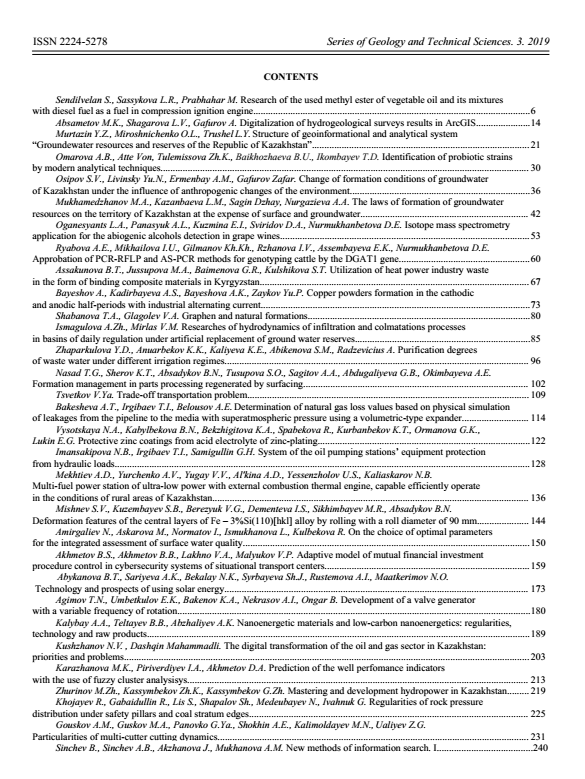 ISSN 2224-5278 Series of Geology and Technical Sciences. 3. 2019
CONTENTS
Sendilvelan S., Sassykova L.R., Prabhahar M. Research of the used methyl ester of vegetable oil and its mixtures
with diesel fuel as a fuel in compression ignition engine...6
Absametov M.K., Shagarova L.V., Gafurov A. Digitalization of hydrogeological surveys results in ArcGIS...14
Murtazin Y.Z., Miroshnichenko O.L., Trushel L.Y. Structure of geoinformational and analytical system
“Groundwater resources and reserves of the Republic of Kazakhstan”...21
Omarova A.B., Atte Von, Tulemissova Zh.K., Baikhozhaeva B.U., Ikombayev T.D. Identification of probiotic strains
by modern analytical techniques...30
Osipov S.V., Livinsky Yu.N., Ermenbay A.M., Gafurov Zafar. Change of formation conditions of groundwater
of Kazakhstan under the influence of anthropogenic changes of the environment...36
Mukhamedzhanov M.A., Kazanbaeva L.M., Sagin Dzhay, Nurgazieva A.A. The laws of formation of groundwater
resources on the territory of Kazakhstan at the expense of surface and groundwater...42
Oganesyants L.A., Panasyuk A.L., Kuzmina E.I., Sviridov D.A., Nurmukhanbetova D.E. Isotope mass spectrometry
application for the abiogenic alcohols detection in grape wines...53
Ryabova A.E., Mikhailova I.U., Gilmanov Kh.Kh., Rzhanova I.V., Assembayeva E.K., Nurmukhanbetova D.E.
Approbation of PCR-RFLP and AS-PCR methods for genotyping cattle by the DGAT1 gene...60
Assakunova B.T., Jussupova M.A., Baimenova G.R., Kulshikova S.T. Utilization of heat power industry waste
in the form of binding composite materials in Kyrgyzstan...67
Bayeshov A., Kadirbayeva A.S., Bayeshova A.K., Zaykov Yu.P. Copper powders formation in the cathodic
and anodic half-periods with industrial alternating current...73
Shabanova T.A., Glagolev V.A. Graphen and natural formations...80
Ismagulova A.Zh., Mirlas V.M. Researches of hydrodynamics of infiltration and colmatations processes
in basins of daily regulation under artificial replacement of ground water reserves...85
Zhaparkulova Y.D., Anuarbekov K.K., Kaliyeva K.E., Abikenova S.M., Radzevicius A. Purification degrees
of waste water under different irrigation regimes...96
Nasad T.G., Sherov K.T., Absadykov B.N., Tusupova S.O., Sagitov A.A., Abdugaliyeva G.B., Okimbayeva A.E.
Formation management in parts processing regenerated by surfacing...102
Tsvetkov V.Ya. Trade-off transportation problem...109
Bakesheva A.T., Irgibaev T.I., Belousov A.E. Determination of natural gas loss values based on physical simulation
of leakages from the pipeline to the media with superatmospheric pressure using a volumetric-type expander...114
Vysotskaya N.A., Kabylbekova B.N., Bekzhigitova K.A., Spabekova R., Kurbanbekov K.T., Ormanova G.K.,
Lukin E.G. Protective zinc coatings from acid electrolyte of zinc-plating...122
Imansakipova N.B., Irgibaev T.I., Samigullin G.H. System of the oil pumping stations’ equipment protection
from hydraulic loads...128
Mekhtiev A.D., Yurchenko A.V., Yugay V.V., Al'kina A.D., Yessenzholov U.S., Kaliaskarov N.B.
Multi-fuel power station of ultra-low power with external combustion thermal engine, capable efficiently operate
in the conditions of rural areas of Kazakhstan...136
Mishnev S.V., Kuzembayev S.B., Berezyuk V.G., Dementeva I.S., Sikhimbayev M.R., Absadykov B.N.
Deformation features of the central layers of Fe – 3%Si(110)[hkl] alloy by rolling with a roll diameter of 90 mm...144
Amirgaliev N., Askarova M., Normatov I., Ismukhanova L., Kulbekova R. On the choice of optimal parameters
for the integrated assessment of surface water quality...150
Akhmetov B.S., Akhmetov B.B., Lakhno V.A., Malyukov V.P. Adaptive model of mutual financial investment
procedure control in cybersecurity systems of situational transport centers...159
Abykanova B.T., Sariyeva A.K., Bekalay N.K., Syrbayeva Sh.J., Rustemova A.I., Maatkerimov N.O.
Technology and prospects of using solar energy...173
Agimov T.N., Umbetkulov E.K., Bakenov K.A., Nekrasov A.I., Ongar B. Development of a valve generator
with a variable frequency of rotation...180
Kalybay A.A., Teltayev B.B., Abzhaliyev A.K. Nanoenergetic materials and low-carbon nanoenergetics: regularities,
technology and raw products...189
Kushzhanov N.V. , Dashqin Mahammadli. The digital transformation of the oil and gas sector in Kazakhstan:
priorities and problems...203
Karazhanova M.K., Piriverdiyev I.A., Akhmetov D.A. Prediction of the well perfomance indicators
with the use of fuzzy cluster analysisys...213
Zhurinov M.Zh., Kassymbekov Zh.K., Kassymbekov G.Zh. Mastering and development hydropower in Kazakhstan...219
Khojayev R., Gabaidullin R., Lis S., Shapalov Sh., Medeubayev N., Ivahnuk G. Regularities of rock pressure
distribution under safety pillars and coal stratum edges...225
Gouskov A.M., Guskov M.A., Panovko G.Ya., Shokhin A.E., Kalimoldayev M.N., Ualiyev Z.G.
Particularities of multi-cutter cutting dynamics...231
Sinchev B., Sinchev A.B., Akzhanova J., Mukhanova A.M. New methods of information search. I...240